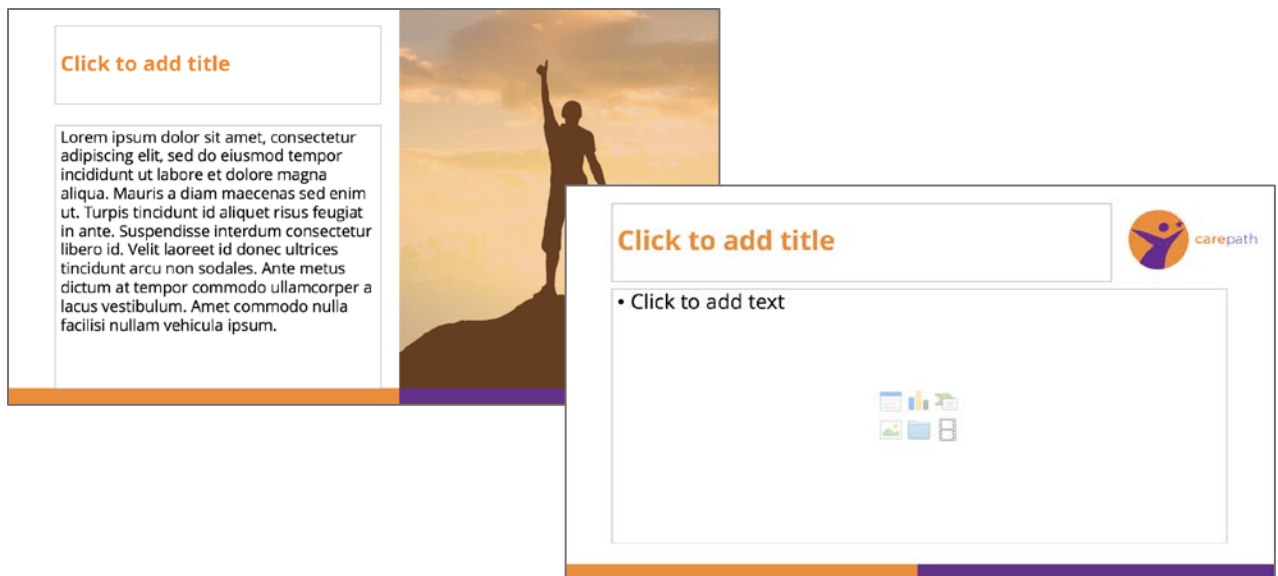 Click to add title
Lorem ipsum dolor sit amet, consectetur
adipiscing elit, sed do eiusmod tempor
incididunt ut labore et dolore magna
aliqua. Mauris a diam maecenas sed enim
ut. Turpis tincidunt id aliquet risus feugiat
in ante. Suspendisse interdum consectetur
libero id. Velit laoreet id donec ultrices
tincidunt arcu non sodales. Ante metus
dictum at tempor commodo ullamcorper a
lacus vestibulum. Amet commodo nulla
facilisi nullam vehicula ipsum.
Click to add title
carepath
• Click to add text